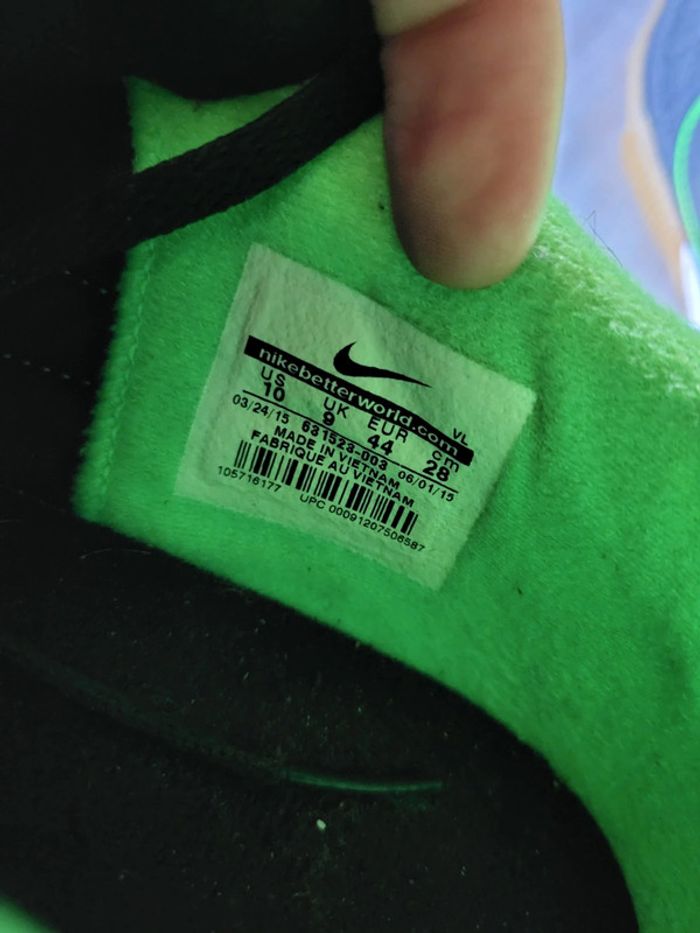 nikebetterworld.com
VL
US UK EUR cm
10 9 44 28
03/24/15 631523-003 06/01/15
MADE IN VIETNAM
FABRIQUE AU VIETNAM
105716177 UPC 00091207506587